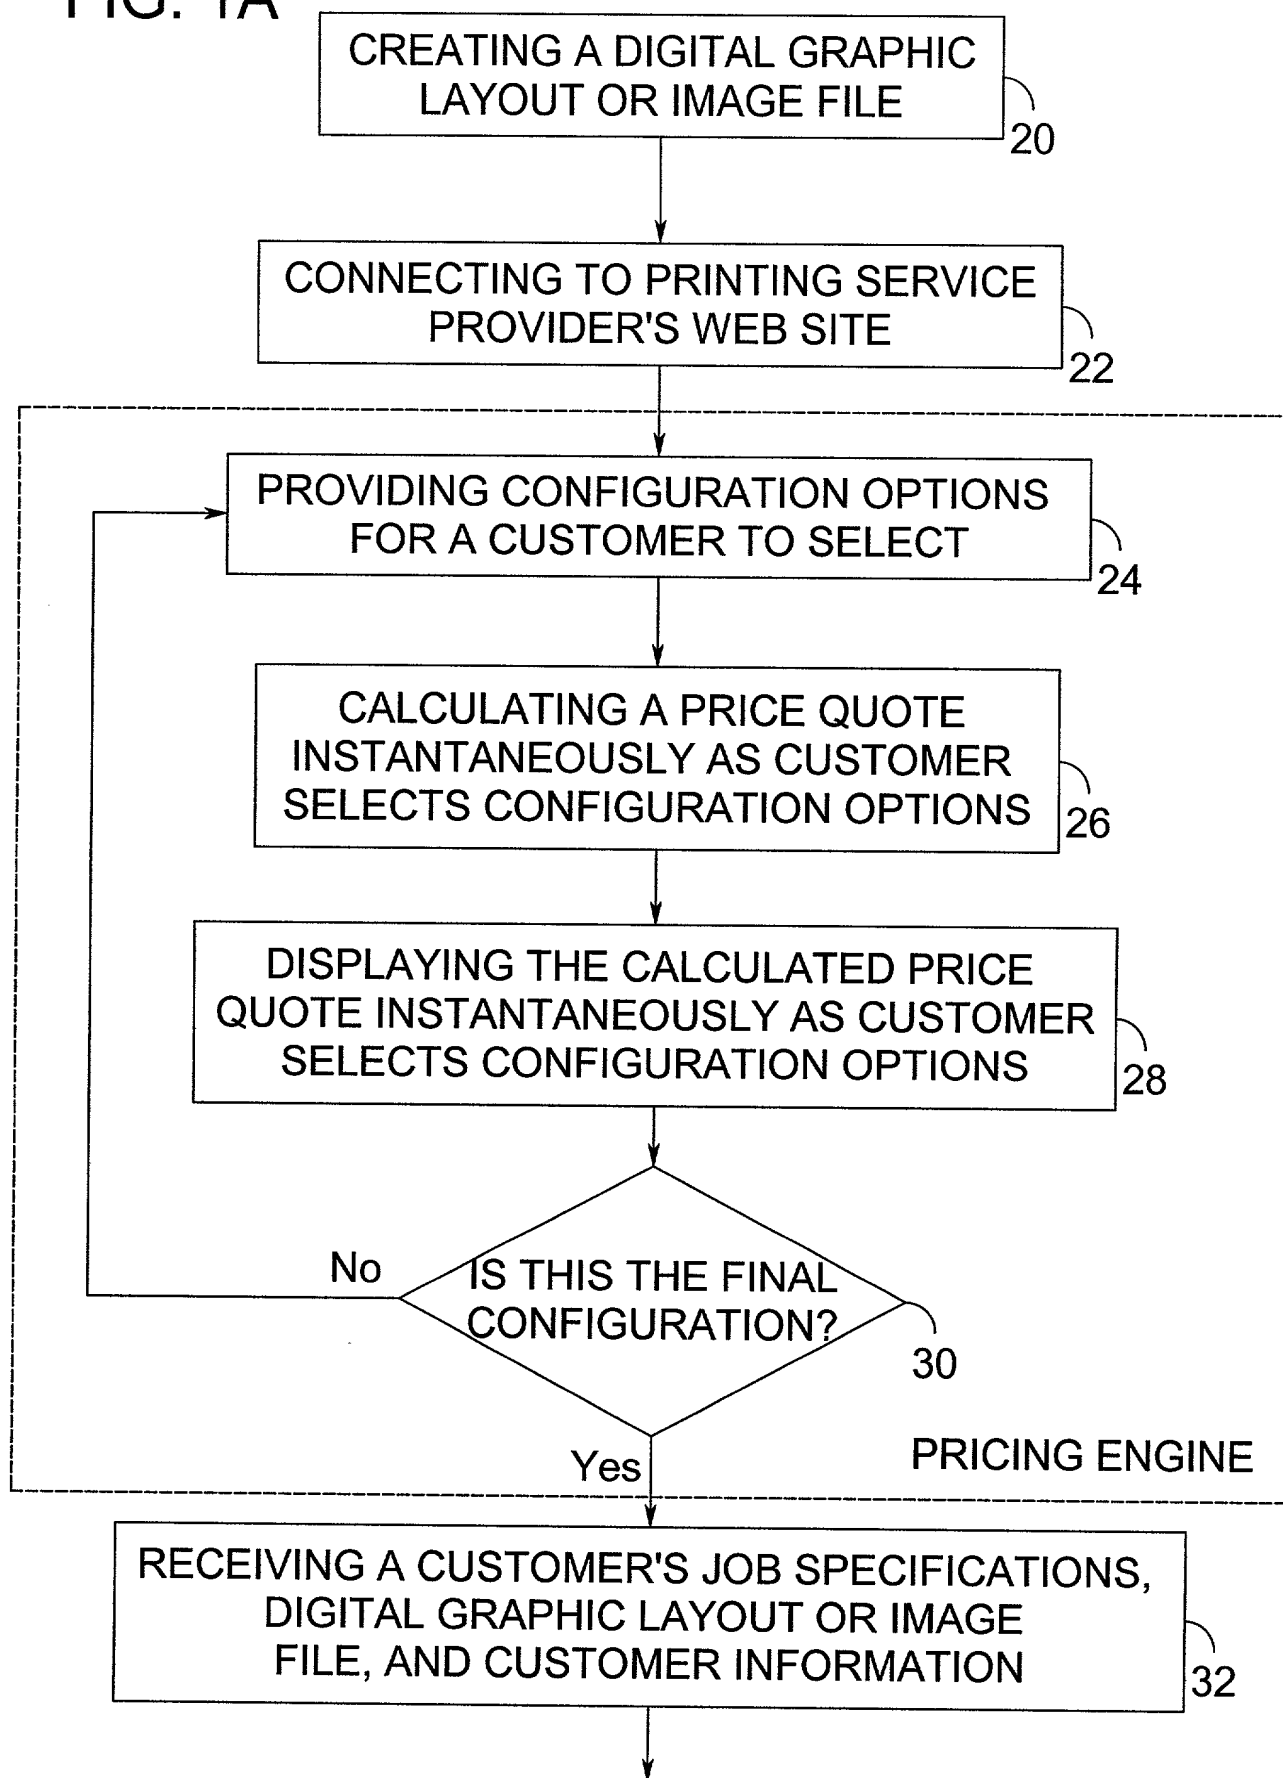 FIG. 1A
CREATING A DIGITAL GRAPHIC
LAYOUT OR IMAGE FILE
20
CONNECTING TO PRINTING SERVICE
PROVIDER'S WEB SITE
22
PROVIDING CONFIGURATION OPTIONS
FOR A CUSTOMER TO SELECT
24
CALCULATING A PRICE QUOTE
INSTANTANEOUSLY AS CUSTOMER
SELECTS CONFIGURATION OPTIONS
26
DISPLAYING THE CALCULATED PRICE
QUOTE INSTANTANEOUSLY AS CUSTOMER
SELECTS CONFIGURATION OPTIONS
28
No
IS THIS THE FINAL
CONFIGURATION?
30
Yes
PRICING ENGINE
RECEIVING A CUSTOMER'S JOB SPECIFICATIONS,
DIGITAL GRAPHIC LAYOUT OR IMAGE
FILE, AND CUSTOMER INFORMATION
32